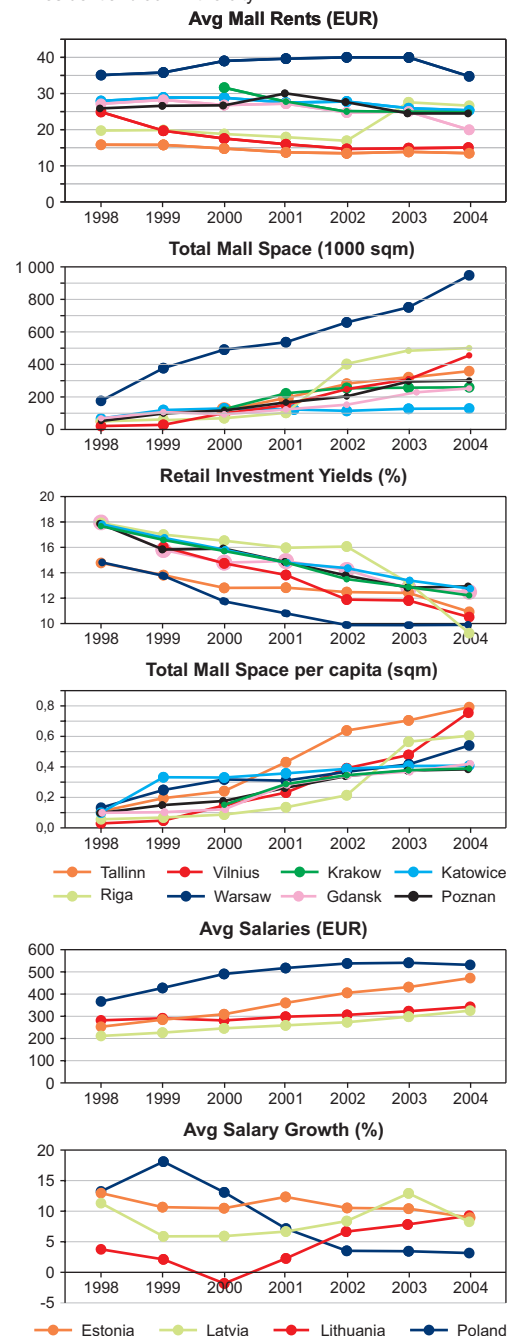 Avg Mall Rents (EUR)
40
30
20
10
0
1998 1999 2000 2001 2002 2003 2004
Total Mall Space (1000 sqm)
1 000
800
600
400
200
0
1998 1999 2000 2001 2002 2003 2004
Retail Investment Yields (%)
20
18
16
14
12
10
1998 1999 2000 2001 2002 2003 2004
Total Mall Space per capita (sqm)
0,8
0,6
0,4
0,2
0,0
1998 1999 2000 2001 2002 2003 2004
Tallinn Vilnius Krakow Katowice
Riga Warsaw Gdansk Poznan
Avg Salaries (EUR)
600
500
400
300
200
100
0
1998 1999 2000 2001 2002 2003 2004
Avg Salary Growth (%)
20
15
10
5
0
1998 1999 2000 2001 2002 2003 2004
-5
Estonia Latvia Lithuania Poland